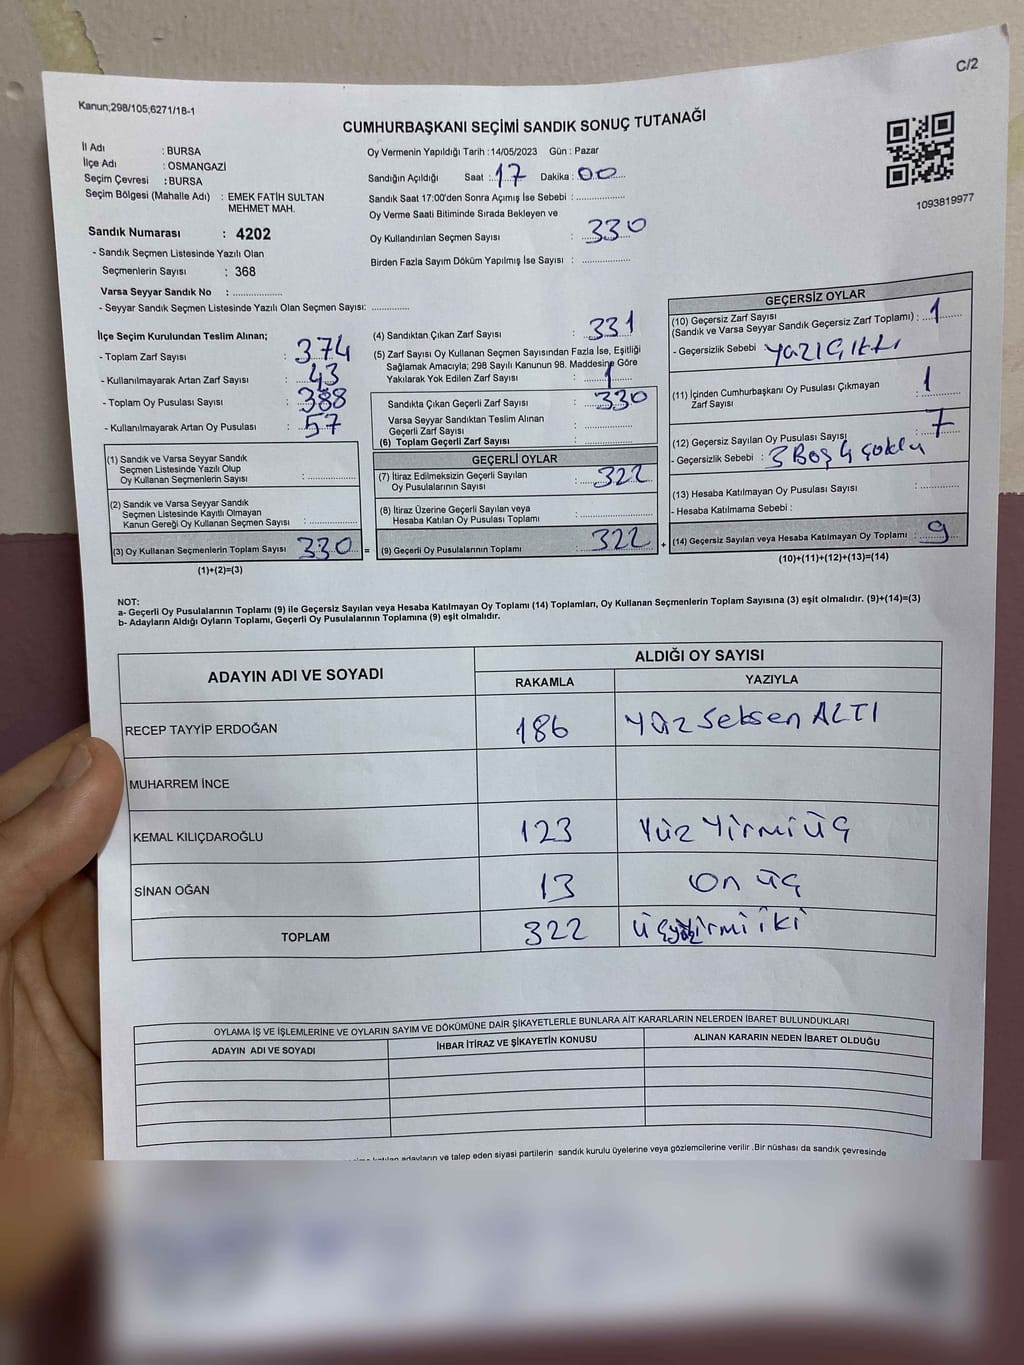 C/2
Kanun;298/105,6271/18-1
CUMHURBAŞKANI SEÇİMİ SANDIK SONUÇ TUTANAĞI
İl Adı : BURSA
İlçe Adı : OSMANGAZİ
Seçim Çevresi : BURSA
Seçim Bölgesi (Mahalle Adı) : EMEK FATİH SULTAN
MEHMET MAH.
Sandık Numarası : 4202
- Sandık Seçmen Listesinde Yazılı Olan
Seçmenlerin Sayısı : 368
Varsa Seyyar Sandık No : ................
- Seyyar Sandık Seçmen Listesinde Yazılı Olan Seçmen Sayısı: ............
Oy Vermenin Yapıldığı Tarih :14/05/2023 Gün : Pazar
Sandığın Açıldığı Saat : 17 Dakika : 00
Sandık Saat 17:00'den Sonra Açımış İse Sebebi : ................
Oy Verme Saati Bitiminde Sırada Bekleyen ve
Oy Kullandırılan Seçmen Sayısı : 330
Birden Fazla Sayım Döküm Yapılmış İse Sayısı : ................
1093819977
İlçe Seçim Kurulundan Teslim Alınan;
- Toplam Zarf Sayısı : 374
- Kullanılmayarak Artan Zarf Sayısı : 43
- Toplam Oy Pusulası Sayısı : 388
- Kullanılmayarak Artan Oy Pusulası : 57
(1) Sandık ve Varsa Seyyar Sandık
Seçmen Listesinde Yazılı Olup
Oy Kullanan Seçmenlerin Sayısı : ................
(2) Sandık ve Varsa Seyyar Sandık
Seçmen Listesinde Kayıtlı Olmayan
Kanun Gereği Oy Kullanan Seçmen Sayısı : ................
(3) Oy Kullanan Seçmenlerin Toplam Sayısı 330 =
(1)+(2)=(3)
(4) Sandıktan Çıkan Zarf Sayısı : 331
(5) Zarf Sayısı Oy Kullanan Seçmen Sayısından Fazla İse, Eşitliği
Sağlamak Amacıyla; 298 Sayılı Kanunun 98. Maddesine Göre
Yakılarak Yok Edilen Zarf Sayısı : 1
Sandıkta Çıkan Geçerli Zarf Sayısı : 330
Varsa Seyyar Sandıktan Teslim Alınan
Geçerli Zarf Sayısı : ................
(6) Toplam Geçerli Zarf Sayısı : ................
GEÇERLİ OYLAR
(7) İtiraz Edilmeksizin Geçerli Sayılan
Oy Pusulalarının Sayısı : 322
(8) İtiraz Üzerine Geçerli Sayılan veya
Hesaba Katılan Oy Pusulası Toplamı : ................
(9) Geçerli Oy Pusulalarının Toplamı : 322 +
GEÇERSİZ OYLAR
(10) Geçersiz Zarf Sayısı
(Sandık ve Varsa Seyyar Sandık Geçersiz Zarf Toplamı) : 1
- Geçersizlik Sebebi YAZI ÇIKTI
(11) İçinden Cumhurbaşkanı Oy Pusulası Çıkmayan
Zarf Sayısı : 1
(12) Geçersiz Sayılan Oy Pusulası Sayısı : 7
- Geçersizlik Sebebi : 3 Boş 4 çoklu
(13) Hesaba Katılmayan Oy Pusulası Sayısı : ................
- Hesaba Katılmama Sebebi :
(14) Geçersiz Sayılan veya Hesaba Katılmayan Oy Toplamı : 9
(10)+(11)+(12)+(13)=(14)
NOT:
a- Geçerli Oy Pusulalarının Toplamı (9) ile Geçersiz Sayılan veya Hesaba Katılmayan Oy Toplamı (14) Toplamları, Oy Kullanan Seçmenlerin Toplam Sayısına (3) eşit olmalıdır. (9)+(14)=(3)
b- Adayların Aldığı Oyların Toplamı, Geçerli Oy Pusulalarının Toplamına (9) eşit olmalıdır.
ADAYIN ADI VE SOYADI
ALDIĞI OY SAYISI
RAKAMLA YAZIYLA
RECEP TAYYİP ERDOĞAN 186 Yüz Seksen ALTI
MUHARREM İNCE
KEMAL KILIÇDAROĞLU 123 Yüz Yirmi üç
SİNAN OĞAN 13 On üç
TOPLAM 322 üçyüzyirmi iki
OYLAMA İŞ VE İŞLEMLERİNE VE OYLARIN SAYIM VE DÖKÜMÜNE DAİR ŞİKAYETLERLE BUNLARA AİT KARARLARIN NELERDEN İBARET BULUNDUKLARI
ADAYIN ADI VE SOYADI İHBAR İTİRAZ VE ŞİKAYETİN KONUSU ALINAN KARARIN NEDEN İBARET OLDUĞU
adayların ve talep eden siyasi partilerin sandık kurulu üyelerine veya gözlemcilerine verilir .Bir nüshası da sandık çevresinde